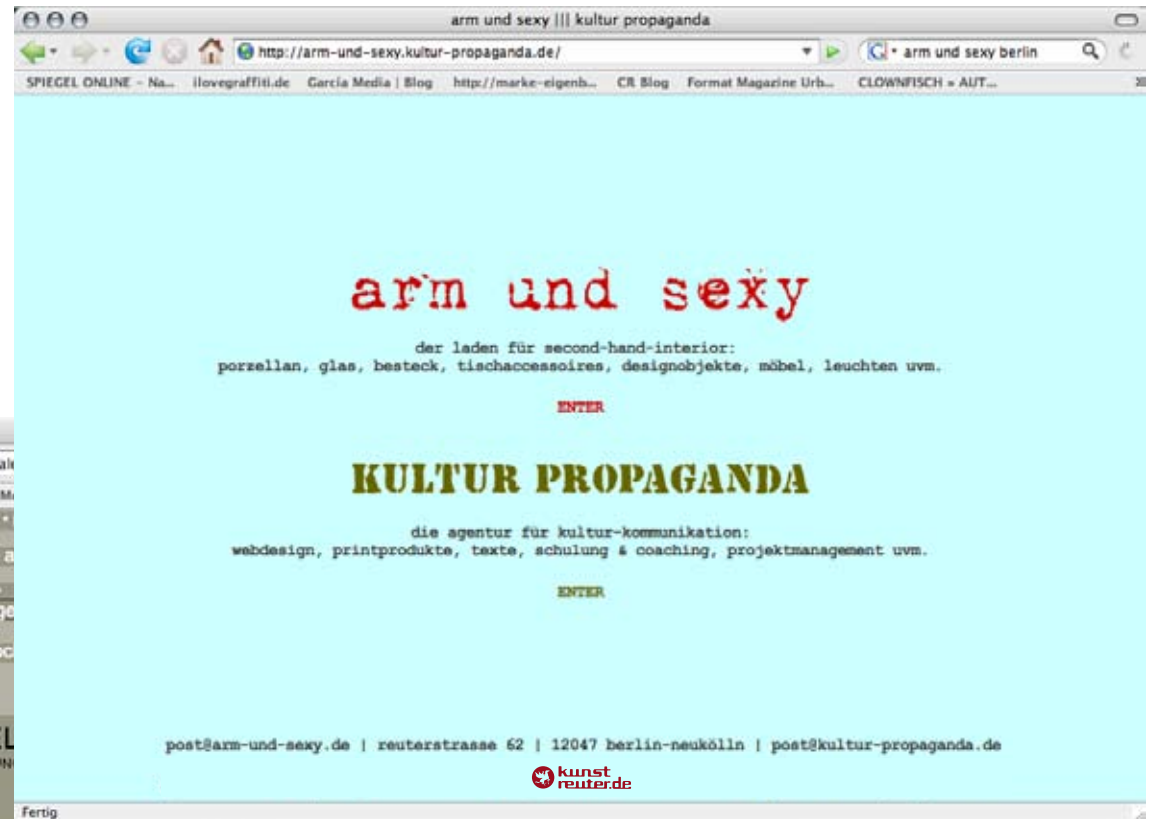 arm und sexy ||| kultur propaganda
http://arm-und-sexy.kultur-propaganda.de/
arm und sexy berlin
SPIEGEL ONLINE – Na... ilovegraffiti.de García Media | Blog http://marke-eigenb... CR Blog Format Magazine Urb... CLOWNFISCH » AUT...
arm und sexy
der laden für second-hand-interior:
porzellan, glas, besteck, tischaccessoires, designobjekte, möbel, leuchten uvm.
ENTER
KULTUR PROPAGANDA
die agentur für kultur-kommunikation:
webdesign, printprodukte, texte, schulung & coaching, projektmanagement uvm.
ENTER
post@arm-und-sexy.de | reuterstrasse 62 | 12047 berlin-neukölln | post@kultur-propaganda.de
kunst
reuter.de
Fertig